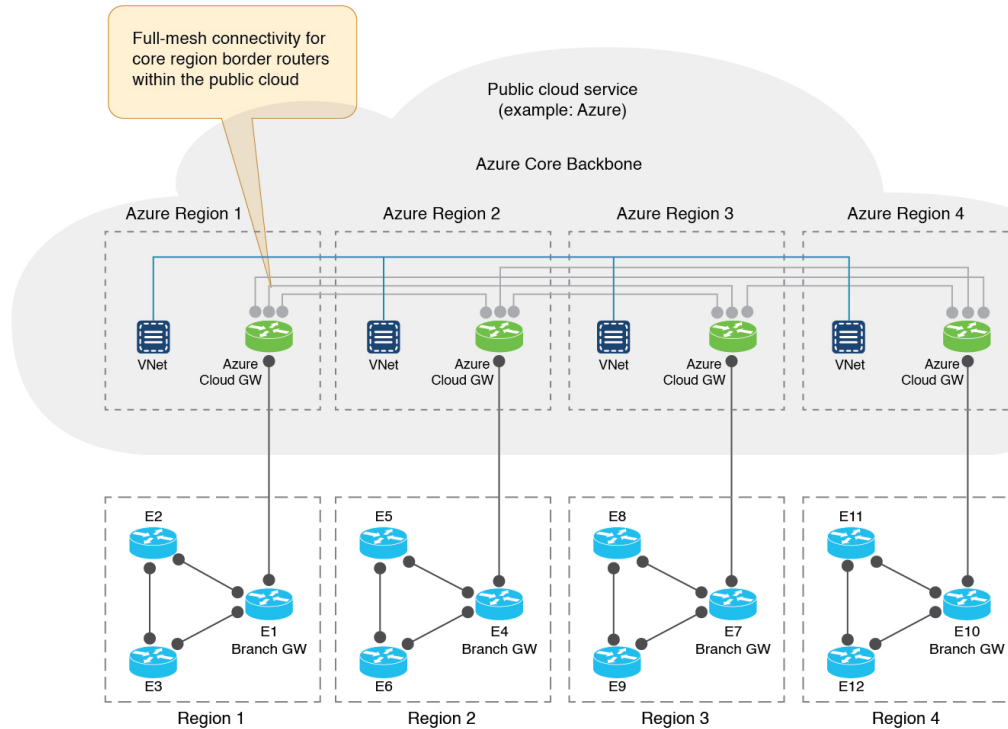 Full-mesh connectivity for
core region border routers
within the public cloud
Public cloud service
(example: Azure)
Azure Core Backbone
Azure Region 1
Azure Region 2
Azure Region 3
Azure Region 4
VNet
Azure
Cloud GW
VNet
Azure
Cloud GW
VNet
Azure
Cloud GW
VNet
Azure
Cloud GW
E2
E1
Branch GW
E3
E5
E4
Branch GW
E6
E8
E7
Branch GW
E9
E11
E10
Branch GW
E12
Region 1
Region 2
Region 3
Region 4